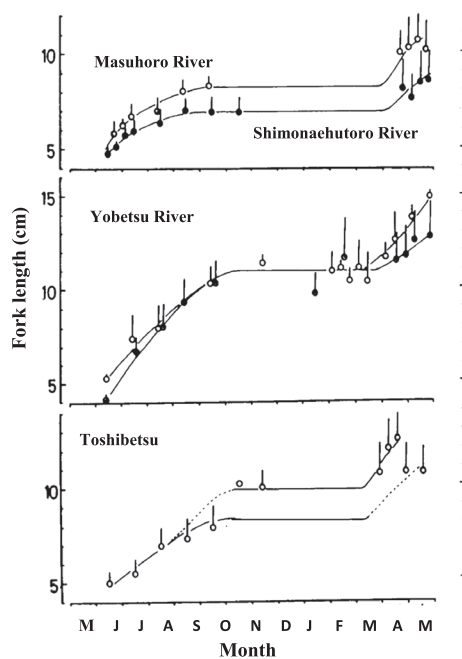 10
5
Masuhoro River
Shimonaehutoro River
15
10
5
Yobetsu River
Fork length (cm)
10
5
Toshibetsu
M J J A S O N D J F M A M
Month